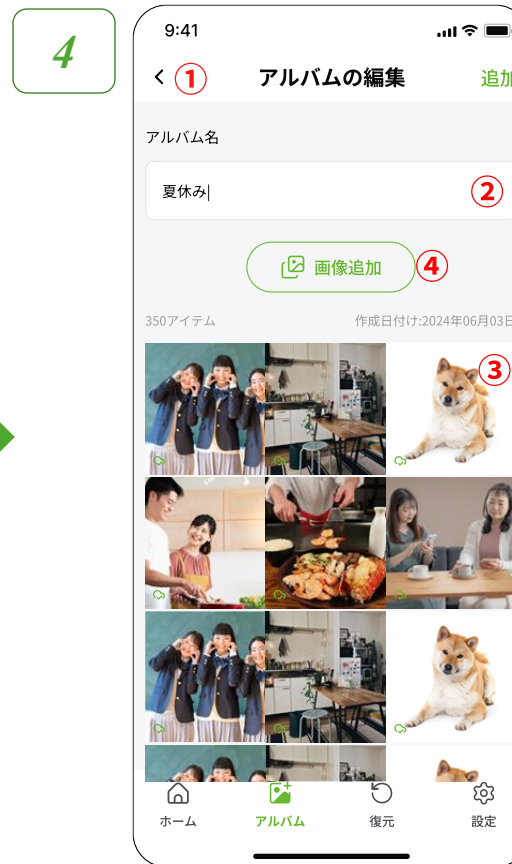 4
9:41
① アルバムの編集 追加
アルバム名
夏休み ②
画像追加 ④
350アイテム 作成日付け:2024年06月03日
③
ホーム アルバム 復元 設定